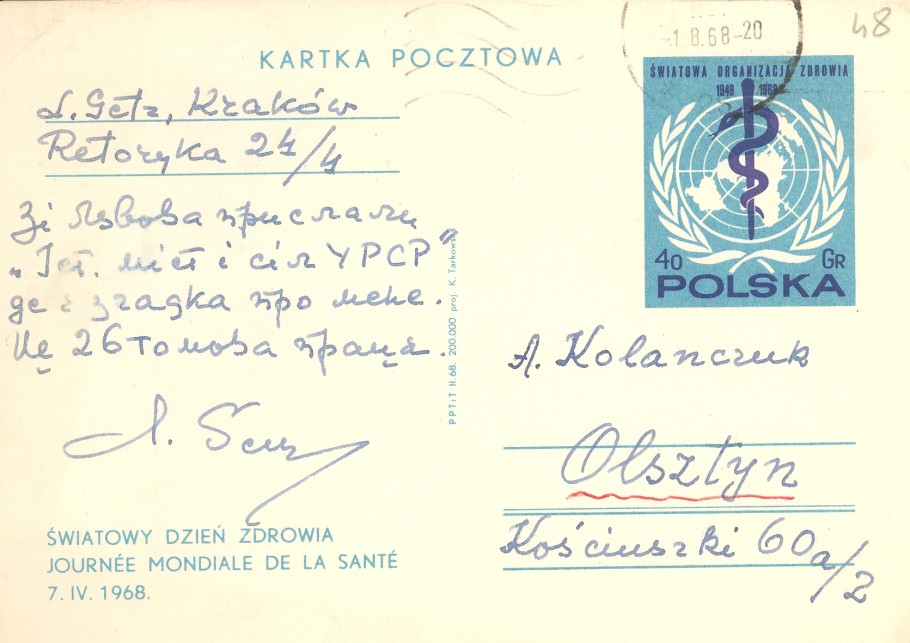 KARTKA POCZTOWA
48
-1.8.68-20
L. Getz, Kraków
Retoryka 24/4
Зі Львова прислали
„Іст. міст і сіл УРСР"
де є згадка про мене.
Це 26 томова праця.
ŚWIATOWY DZIEŃ ZDROWIA
JOURNÉE MONDIALE DE LA SANTÉ
7. IV. 1968.
PPTiT II.68. 200.000 proj. K. Tarkowski
ŚWIATOWA ORGANIZACJA ZDROWIA
1948 1968
40 GR
POLSKA
A. Kolanczuk
Olsztyn
Kościuszki 60a/2